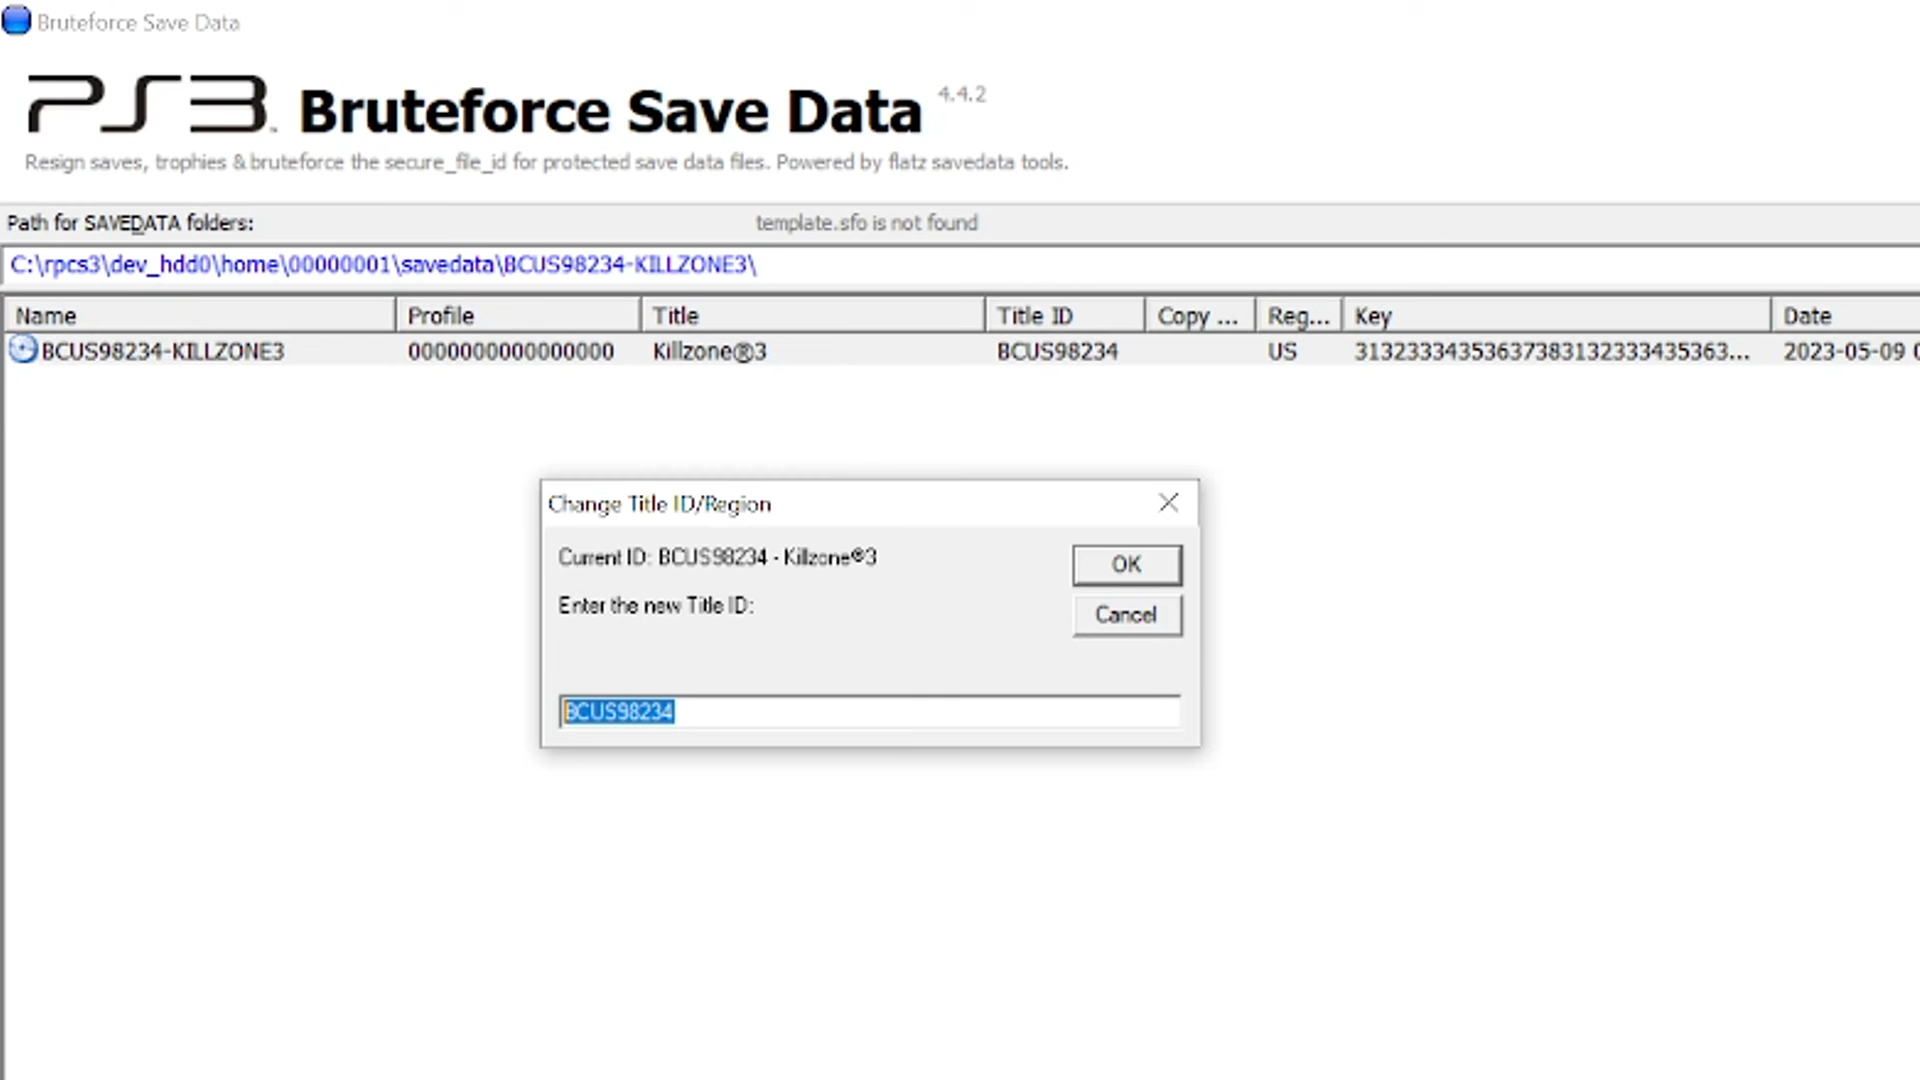 Bruteforce Save Data
PS3 Bruteforce Save Data 4.4.2
Resign saves, trophies & bruteforce the secure_file_id for protected save data files. Powered by flatz savedata tools.
Path for SAVEDATA folders: template.sfo is not found
C:\rpcs3\dev_hdd0\home\00000001\savedata\BCUS98234-KILLZONE3\
Name Profile Title Title ID Copy ... Reg... Key Date
BCUS98234-KILLZONE3 0000000000000000 Killzone®3 BCUS98234 US 31323334353637383132333435363... 2023-05-09 0
Change Title ID/Region
Current ID: BCUS98234 - Killzone®3
OK
Enter the new Title ID:
Cancel
BCUS98234